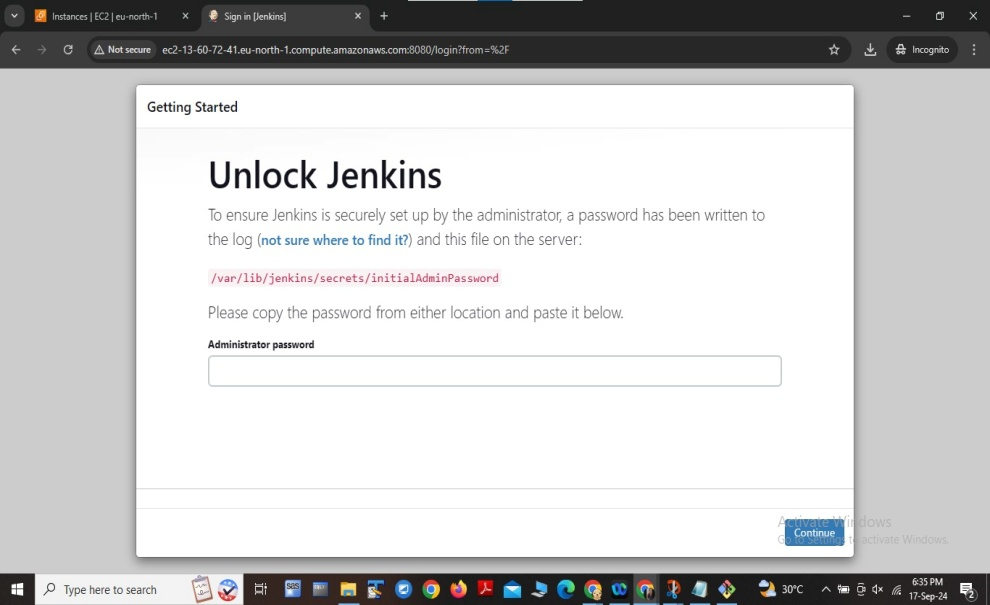 Instances | EC2 | eu-north-1
Sign in [Jenkins]
Not secure
ec2-13-60-72-41.eu-north-1.compute.amazonaws.com:8080/login?from=%2F
Incognito
Getting Started
Unlock Jenkins
To ensure Jenkins is securely set up by the administrator, a password has been written to
the log (not sure where to find it?) and this file on the server:
/var/lib/jenkins/secrets/initialAdminPassword
Please copy the password from either location and paste it below.
Administrator password
Activate Windows
Continue
Go to Settings to activate Windows.
Type here to search
30°C
6:35 PM
17-Sep-24
2